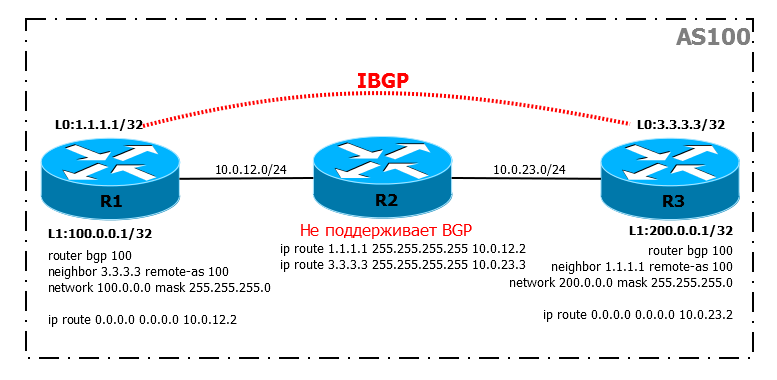 AS100
IBGP
L0:1.1.1.1/32
L0:3.3.3.3/32
10.0.12.0/24
10.0.23.0/24
R1
R2
R3
L1:100.0.0.1/32
router bgp 100
neighbor 3.3.3.3 remote-as 100
network 100.0.0.0 mask 255.255.255.0
ip route 0.0.0.0 0.0.0.0 10.0.12.2
Не поддерживает BGP
ip route 1.1.1.1 255.255.255.255 10.0.12.2
ip route 3.3.3.3 255.255.255.255 10.0.23.3
L1:200.0.0.1/32
router bgp 100
neighbor 1.1.1.1 remote-as 100
network 200.0.0.0 mask 255.255.255.0
ip route 0.0.0.0 0.0.0.0 10.0.23.2